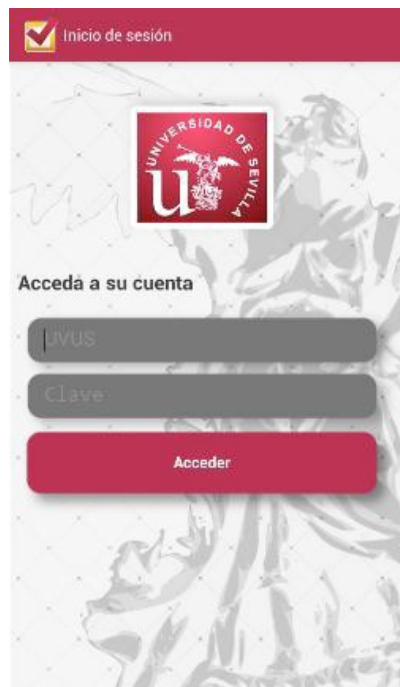 Inicio de sesión
UNIVERSIDAD DE SEVILLA
u
Acceda a su cuenta
UVUS
Clave
Acceder